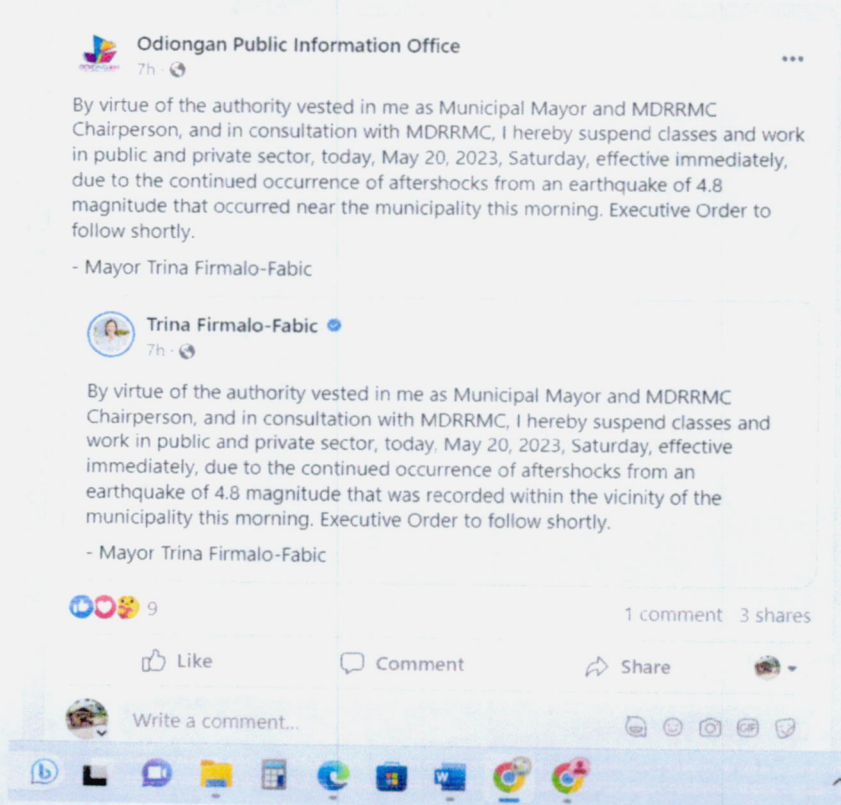 Odiongan Public Information Office
7h ·
By virtue of the authority vested in me as Municipal Mayor and MDRRMC
Chairperson, and in consultation with MDRRMC, I hereby suspend classes and work
in public and private sector, today, May 20, 2023, Saturday, effective immediately,
due to the continued occurrence of aftershocks from an earthquake of 4.8
magnitude that occurred near the municipality this morning. Executive Order to
follow shortly.
- Mayor Trina Firmalo-Fabic
Trina Firmalo-Fabic
7h ·
By virtue of the authority vested in me as Municipal Mayor and MDRRMC
Chairperson, and in consultation with MDRRMC, I hereby suspend classes and
work in public and private sector, today, May 20, 2023, Saturday, effective
immediately, due to the continued occurrence of aftershocks from an
earthquake of 4.8 magnitude that was recorded within the vicinity of the
municipality this morning. Executive Order to follow shortly.
- Mayor Trina Firmalo-Fabic
9 1 comment 3 shares
Like Comment Share
Write a comment...
GIF